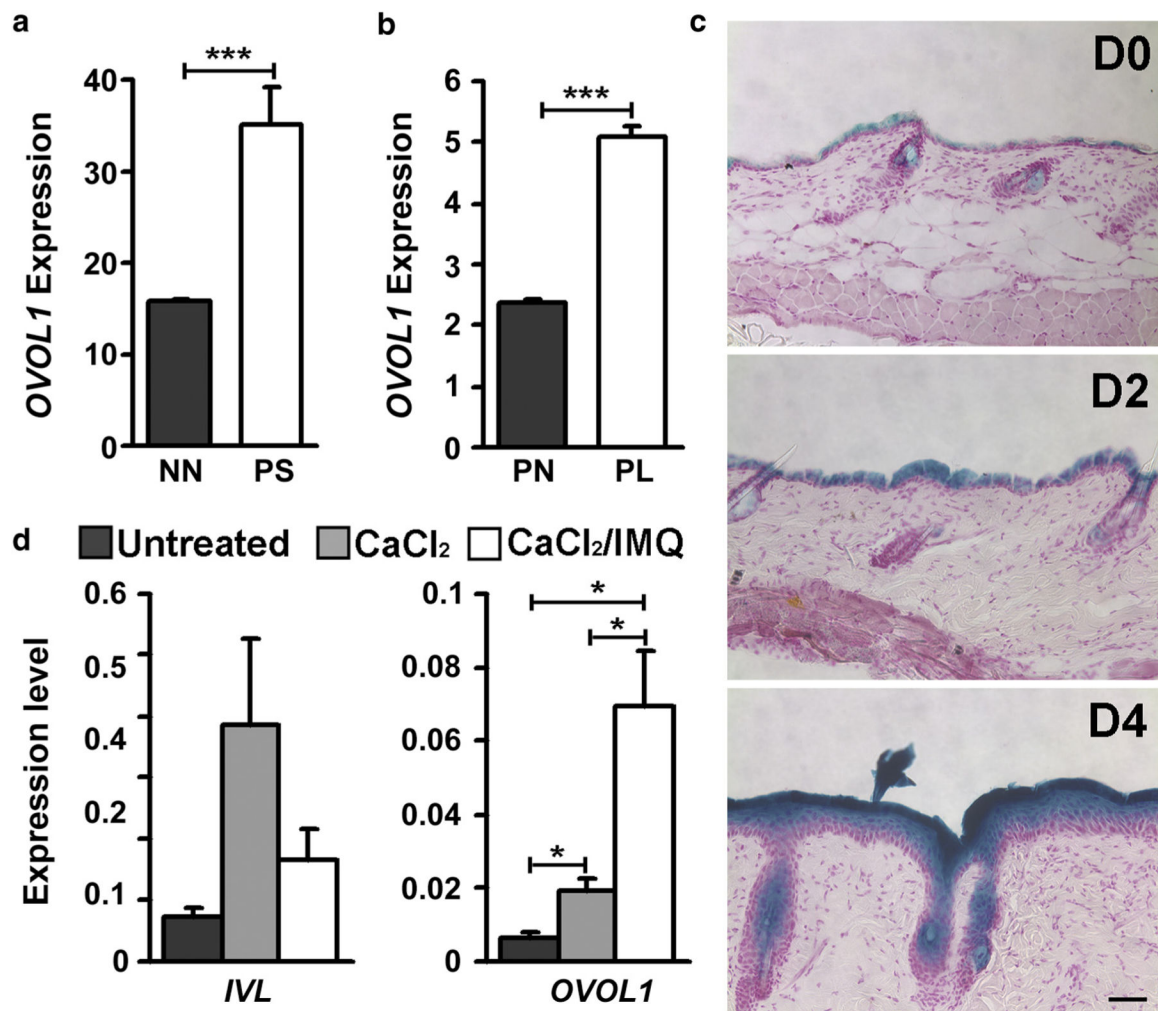 a
***
40
30
20
10
0
OVOL1 Expression
NN PS
b
***
6
5
4
3
2
1
0
OVOL1 Expression
PN PL
c
D0
D2
D4
d
Untreated CaCl₂ CaCl₂/IMQ
0.6
0.5
0.4
0.2
0.1
0
Expression level
IVL
0.1
0.08
0.06
0.04
0.02
0
*
*
*
OVOL1